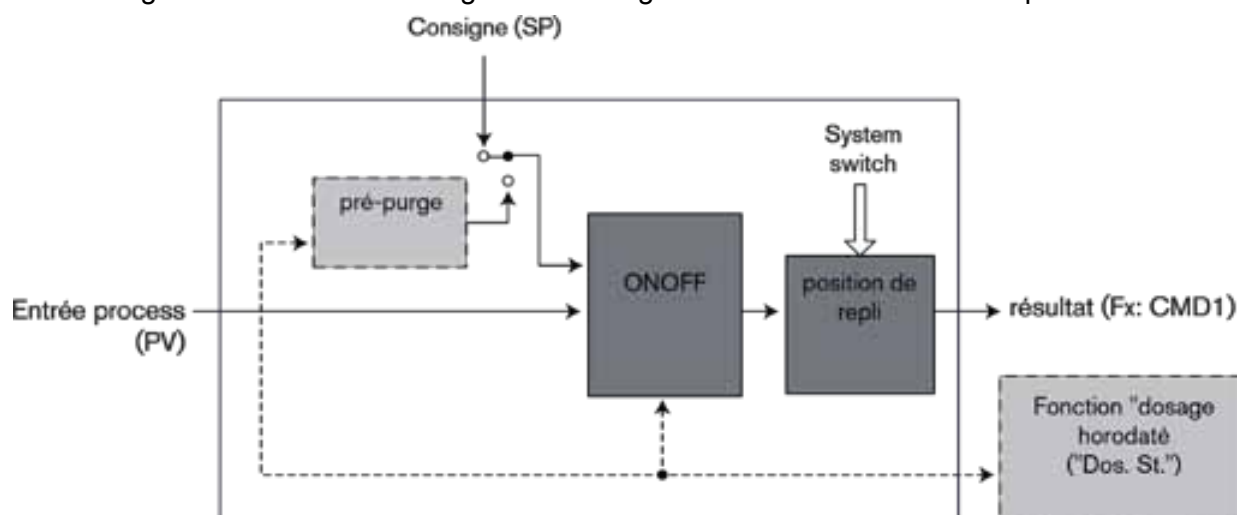 Consigne (SP)
System
switch
pré-purge
ONOFF
position de
repli
Entrée process
(PV)
résultat (Fx: CMD1)
Fonction "dosage
horodaté
("Dos. St.")